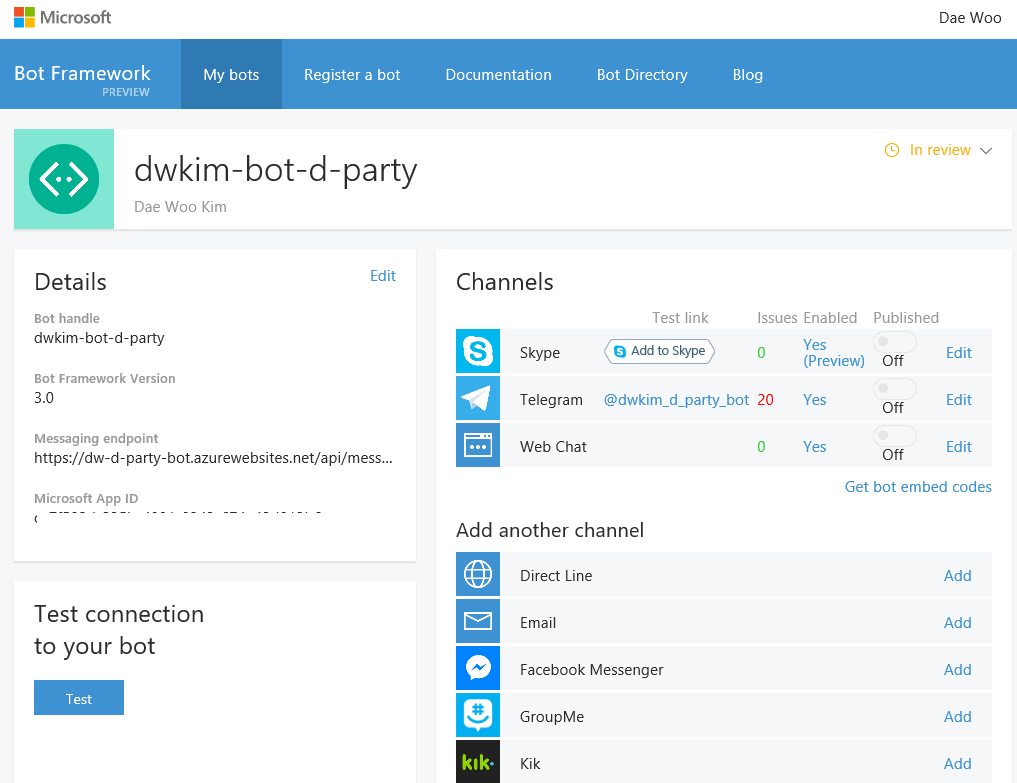 Microsoft
Dae Woo
Bot Framework
PREVIEW
My bots
Register a bot
Documentation
Bot Directory
Blog
dwkim-bot-d-party
Dae Woo Kim
In review
Details
Edit
Bot handle
dwkim-bot-d-party
Bot Framework Version
3.0
Messaging endpoint
https://dw-d-party-bot.azurewebsites.net/api/mess...
Microsoft App ID
Test connection
to your bot
Test
Channels
Test link Issues Enabled Published
Skype Add to Skype 0 Yes (Preview) Off Edit
Telegram @dwkim_d_party_bot 20 Yes Off Edit
Web Chat 0 Yes Off Edit
Get bot embed codes
Add another channel
Direct Line Add
Email Add
Facebook Messenger Add
GroupMe Add
kik. Kik Add